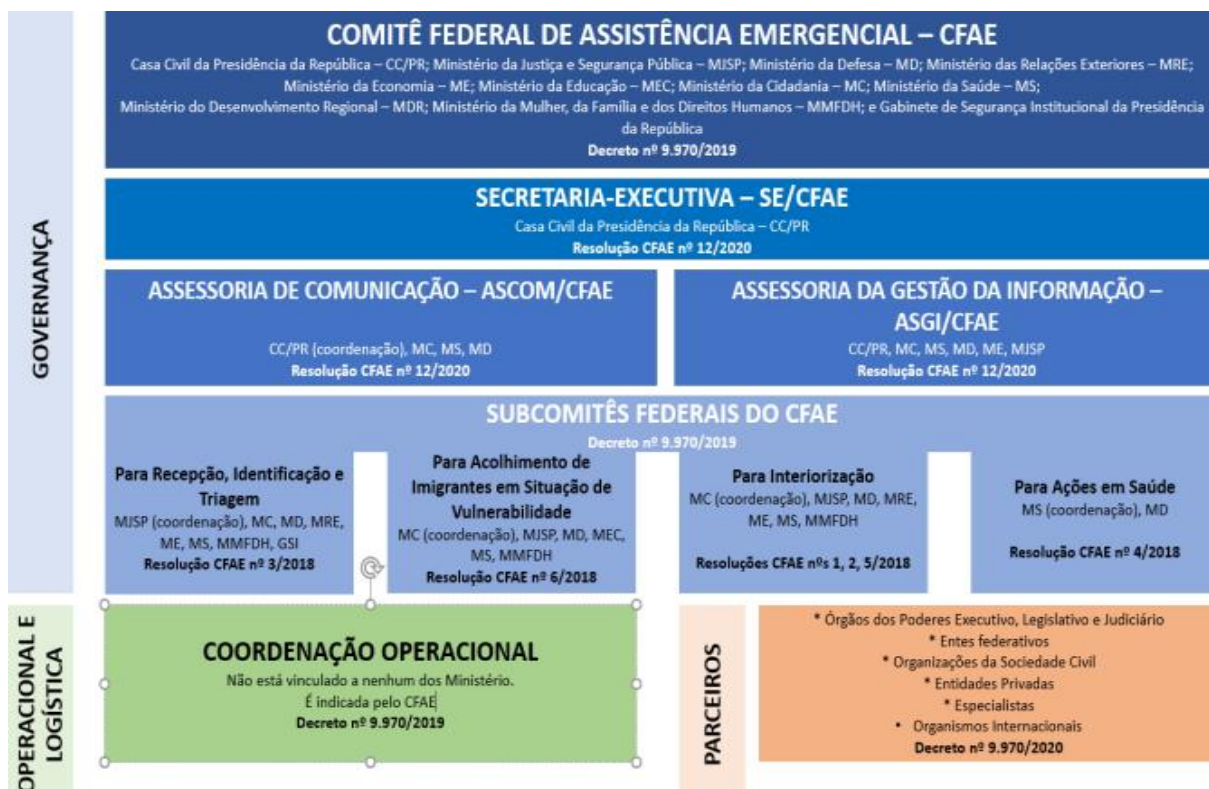 GOVERNANÇA
COMITÊ FEDERAL DE ASSISTÊNCIA EMERGENCIAL – CFAE
Casa Civil da Presidência da República – CC/PR; Ministério da Justiça e Segurança Pública – MJSP; Ministério da Defesa – MD; Ministério das Relações Exteriores – MRE;
Ministério da Economia – ME; Ministério da Educação – MEC; Ministério da Cidadania – MC; Ministério da Saúde – MS;
Ministério do Desenvolvimento Regional – MDR; Ministério da Mulher, da Família e dos Direitos Humanos – MMFDH; e Gabinete de Segurança Institucional da Presidência
da República
Decreto nº 9.970/2019
SECRETARIA-EXECUTIVA – SE/CFAE
Casa Civil da Presidência da República – CC/PR
Resolução CFAE nº 12/2020
ASSESSORIA DE COMUNICAÇÃO – ASCOM/CFAE
CC/PR (coordenação), MC, MS, MD
Resolução CFAE nº 12/2020
ASSESSORIA DA GESTÃO DA INFORMAÇÃO –
ASGI/CFAE
CC/PR, MC, MS, MD, ME, MJSP
Resolução CFAE nº 12/2020
SUBCOMITÊS FEDERAIS DO CFAE
Decreto nº 9.970/2019
Para Recepção, Identificação e
Triagem
MJSP (coordenação), MC, MD, MRE,
ME, MS, MMFDH, GSI
Resolução CFAE nº 3/2018
Para Acolhimento de
Imigrantes em Situação de
Vulnerabilidade
MC (coordenação), MJSP, MD, MEC,
MS, MMFDH
Resolução CFAE nº 6/2018
Para Interiorização
MC (coordenação), MJSP, MD, MRE,
ME, MS, MMFDH
Resoluções CFAE nºs 1, 2, 5/2018
Para Ações em Saúde
MS (coordenação), MD
Resolução CFAE nº 4/2018
OPERACIONAL E
LOGÍSTICA
COORDENAÇÃO OPERACIONAL
Não está vinculado a nenhum dos Ministério.
É indicada pelo CFAE
Decreto nº 9.970/2019
PARCEIROS
* Órgãos dos Poderes Executivo, Legislativo e Judiciário
* Entes federativos
* Organizações da Sociedade Civil
* Entidades Privadas
* Especialistas
• Organismos Internacionais
Decreto nº 9.970/2020